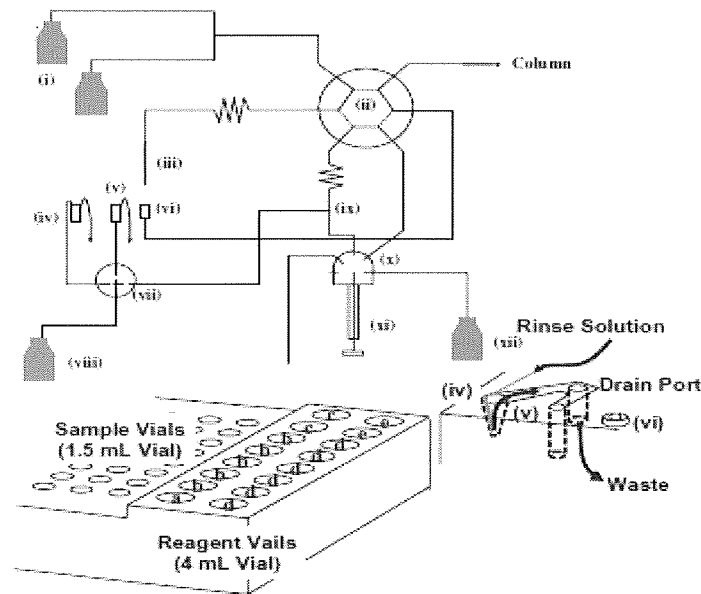 (i)
(ii)
Column
(iii)
(iv)
(v)
(vi)
(ix)
(vii)
(x)
(viii)
(xi)
(xii)
Rinse Solution
(iv)
Drain Port
(v)
(vi)
Waste
Sample Vials
(1.5 mL Vial)
Reagent Vails
(4 mL Vial)
a
b
b
b
b
d
d
d
d
d
e